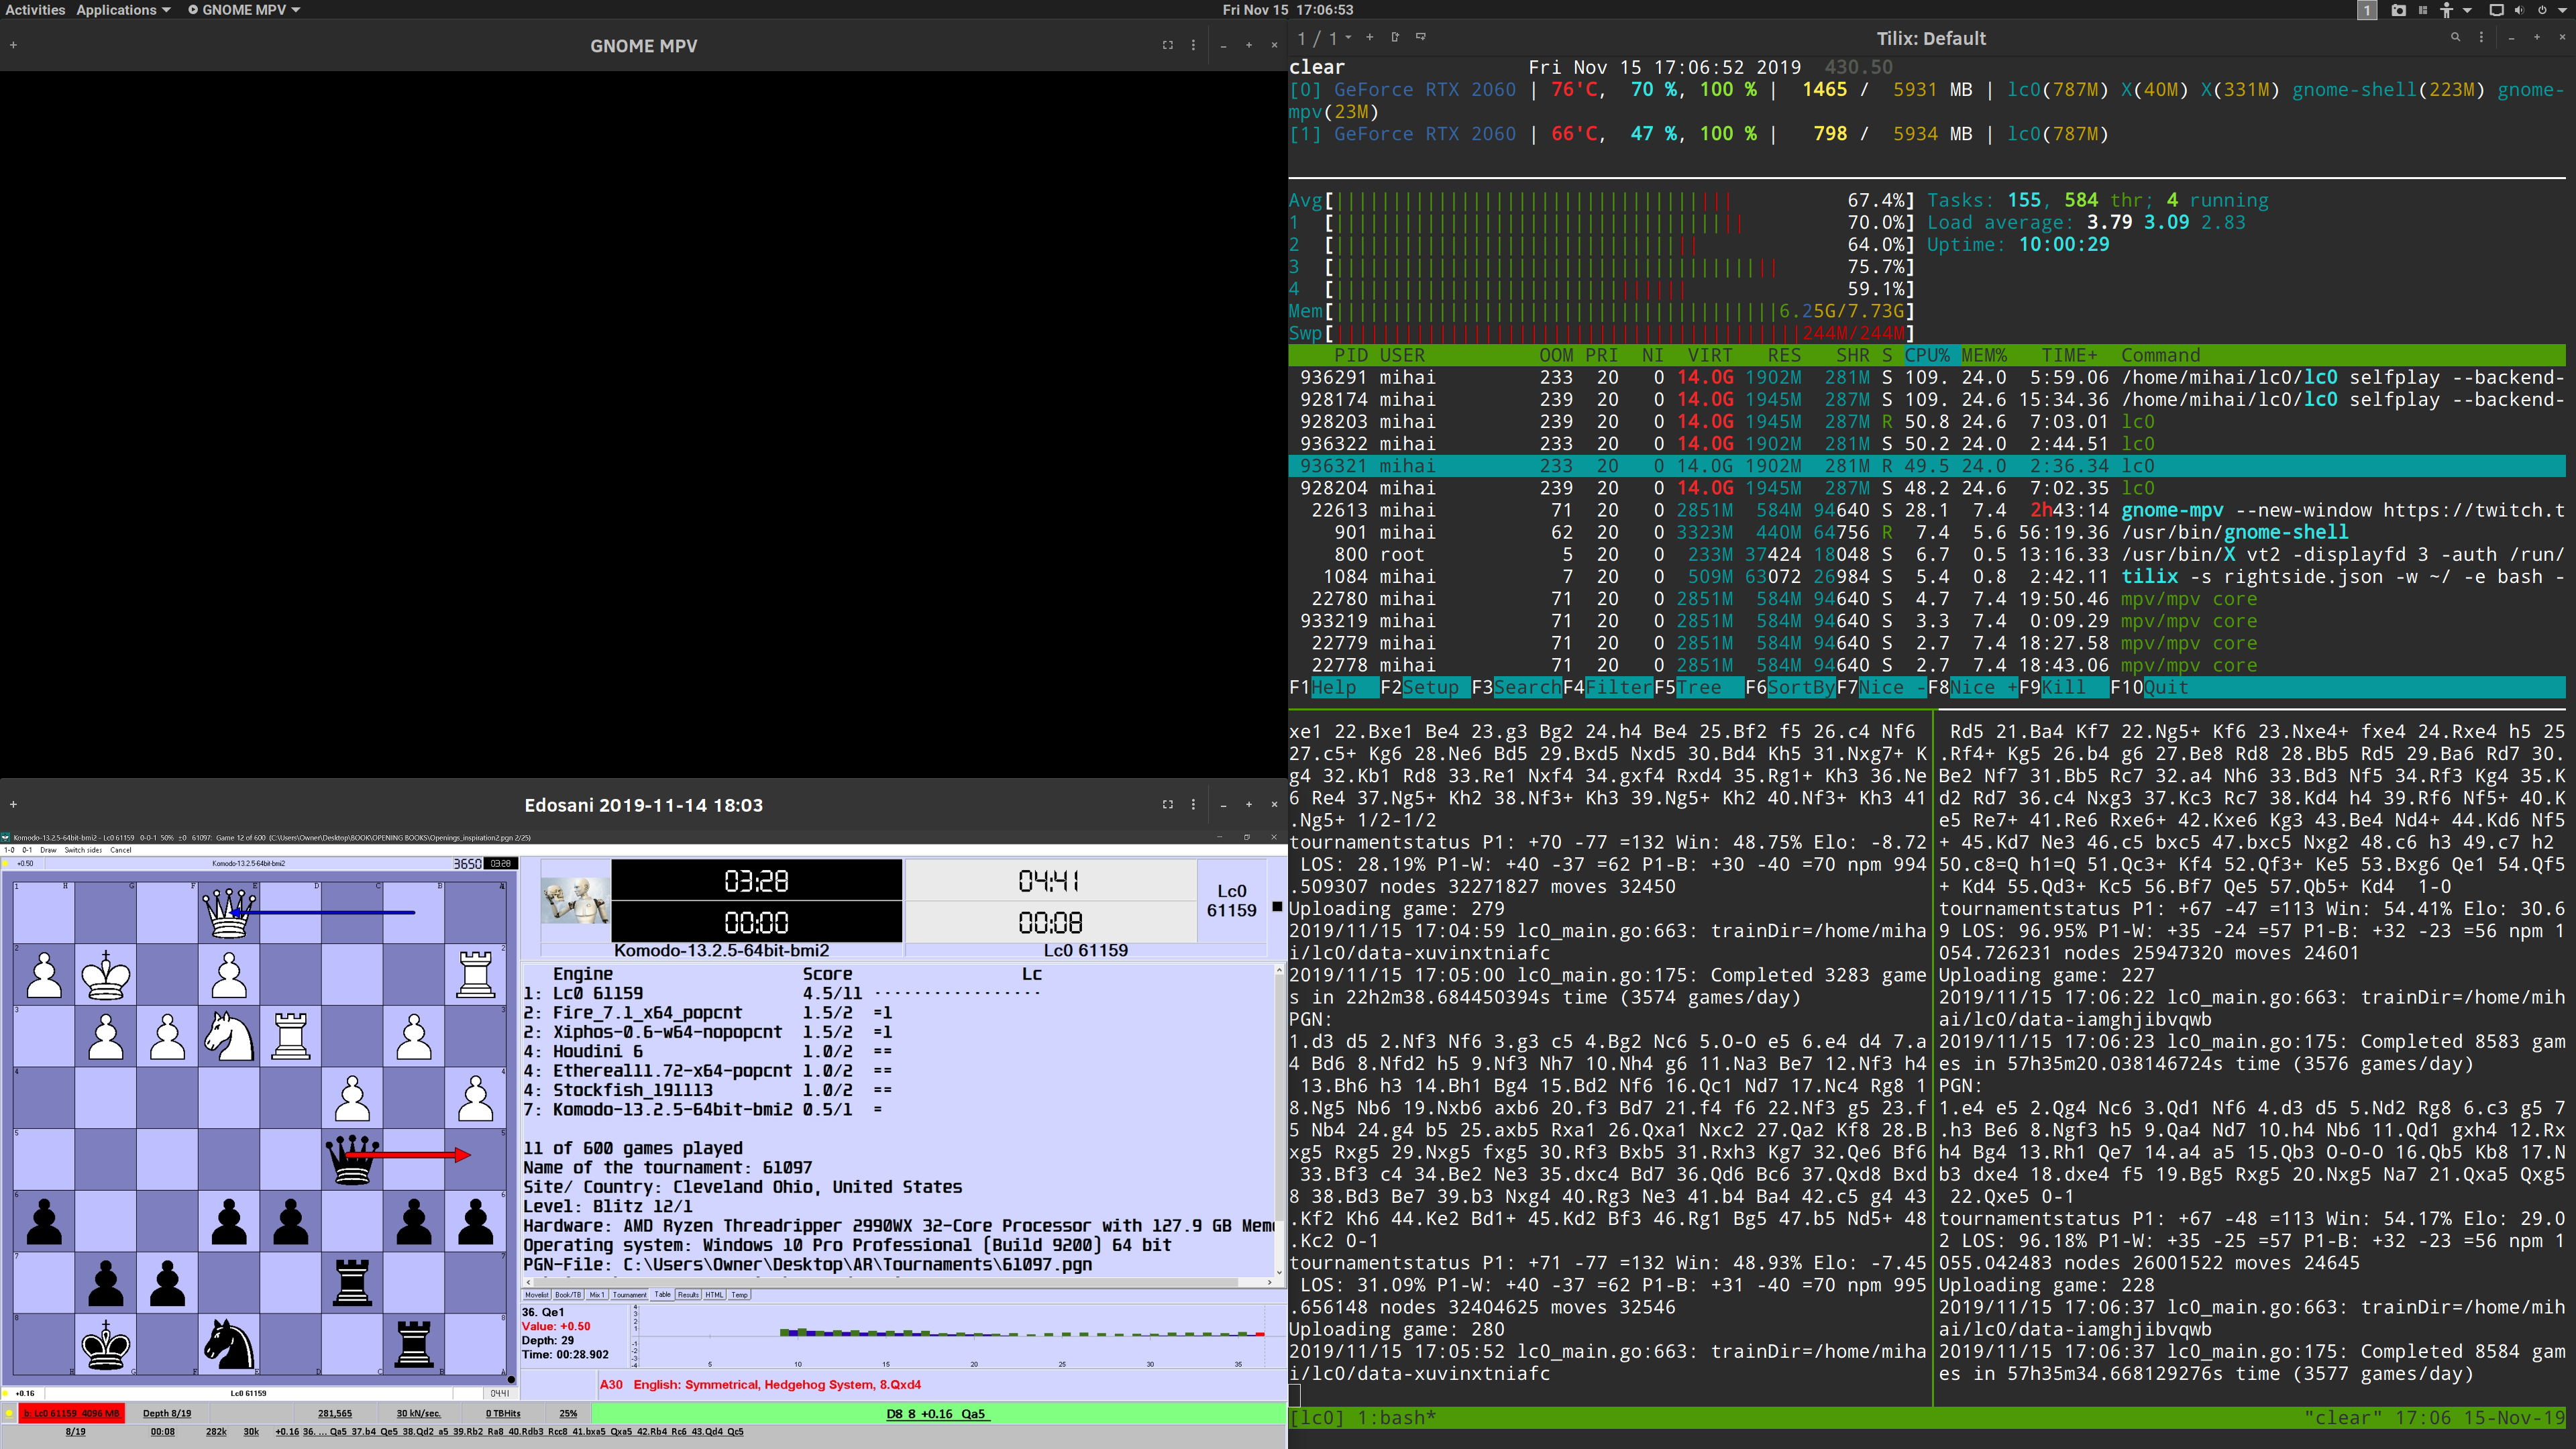 Activities Applications GNOME MPV
Fri Nov 15 17:06:53
1
GNOME MPV
1 / 1
Tilix: Default
clear Fri Nov 15 17:06:52 2019 430.50
[0] GeForce RTX 2060 | 76'C, 70 %, 100 % | 1465 / 5931 MB | lc0(787M) X(40M) X(331M) gnome-shell(223M) gnome-
mpv(23M)
[1] GeForce RTX 2060 | 66'C, 47 %, 100 % | 798 / 5934 MB | lc0(787M)
Avg[ 67.4%] Tasks: 155, 584 thr; 4 running
1 [ 70.0%] Load average: 3.79 3.09 2.83
2 [ 64.0%] Uptime: 10:00:29
3 [ 75.7%]
4 [ 59.1%]
Mem[ 6.25G/7.73G]
Swp[ 244M/244M]
PID USER OOM PRI NI VIRT RES SHR S CPU% MEM% TIME+ Command
936291 mihai 233 20 0 14.0G 1902M 281M S 109. 24.0 5:59.06 /home/mihai/lc0/lc0 selfplay --backend-
928174 mihai 239 20 0 14.0G 1945M 287M S 109. 24.6 15:34.36 /home/mihai/lc0/lc0 selfplay --backend-
928203 mihai 239 20 0 14.0G 1945M 287M R 50.8 24.6 7:03.01 lc0
936322 mihai 233 20 0 14.0G 1902M 281M S 50.2 24.0 2:44.51 lc0
936321 mihai 233 20 0 14.0G 1902M 281M R 49.5 24.0 2:36.34 lc0
928204 mihai 239 20 0 14.0G 1945M 287M S 48.2 24.6 7:02.35 lc0
22613 mihai 71 20 0 2851M 584M 94640 S 28.1 7.4 2h43:14 gnome-mpv --new-window https://twitch.t
901 mihai 62 20 0 3323M 440M 64756 R 7.4 5.6 56:19.36 /usr/bin/gnome-shell
800 root 5 20 0 233M 37424 18048 S 6.7 0.5 13:16.33 /usr/bin/X vt2 -displayfd 3 -auth /run/
1084 mihai 7 20 0 509M 63072 26984 S 5.4 0.8 2:42.11 tilix -s rightside.json -w ~/ -e bash -
22780 mihai 71 20 0 2851M 584M 94640 S 4.7 7.4 19:50.46 mpv/mpv core
933219 mihai 71 20 0 2851M 584M 94640 S 3.3 7.4 0:09.29 mpv/mpv core
22779 mihai 71 20 0 2851M 584M 94640 S 2.7 7.4 18:27.58 mpv/mpv core
22778 mihai 71 20 0 2851M 584M 94640 S 2.7 7.4 18:43.06 mpv/mpv core
F1Help F2Setup F3SearchF4FilterF5Tree F6SortByF7Nice -F8Nice +F9Kill F10Quit
xe1 22.Bxe1 Be4 23.g3 Bg2 24.h4 Be4 25.Bf2 f5 26.c4 Nf6
27.c5+ Kg6 28.Ne6 Bd5 29.Bxd5 Nxd5 30.Bd4 Kh5 31.Nxg7+ K
g4 32.Kb1 Rd8 33.Re1 Nxf4 34.gxf4 Rxd4 35.Rg1+ Kh3 36.Ne
6 Re4 37.Ng5+ Kh2 38.Nf3+ Kh3 39.Ng5+ Kh2 40.Nf3+ Kh3 41
.Ng5+ 1/2-1/2
tournamentstatus P1: +70 -77 =132 Win: 48.75% Elo: -8.72
LOS: 28.19% P1-W: +40 -37 =62 P1-B: +30 -40 =70 npm 994
.509307 nodes 32271827 moves 32450
Uploading game: 279
2019/11/15 17:04:59 lc0_main.go:663: trainDir=/home/miha
i/lc0/data-xuvinxtniafc
2019/11/15 17:05:00 lc0_main.go:175: Completed 3283 game
s in 22h2m38.684450394s time (3574 games/day)
PGN:
1.d3 d5 2.Nf3 Nf6 3.g3 c5 4.Bg2 Nc6 5.O-O e5 6.e4 d4 7.a
4 Bd6 8.Nfd2 h5 9.Nf3 Nh7 10.Nh4 g6 11.Na3 Be7 12.Nf3 h4
13.Bh6 h3 14.Bh1 Bg4 15.Bd2 Nf6 16.Qc1 Nd7 17.Nc4 Rg8 1
8.Ng5 Nb6 19.Nxb6 axb6 20.f3 Bd7 21.f4 f6 22.Nf3 g5 23.f
5 Nb4 24.g4 b5 25.axb5 Rxa1 26.Qxa1 Nxc2 27.Qa2 Kf8 28.B
xg5 Rxg5 29.Nxg5 fxg5 30.Rf3 Bxb5 31.Rxh3 Kg7 32.Qe6 Bf6
33.Bf3 c4 34.Be2 Ne3 35.dxc4 Bd7 36.Qd6 Bc6 37.Qxd8 Bxd
8 38.Bd3 Be7 39.b3 Nxg4 40.Rg3 Ne3 41.b4 Ba4 42.c5 g4 43
.Kf2 Kh6 44.Ke2 Bd1+ 45.Kd2 Bf3 46.Rg1 Bg5 47.b5 Nd5+ 48
.Kc2 0-1
tournamentstatus P1: +71 -77 =132 Win: 48.93% Elo: -7.45
LOS: 31.09% P1-W: +40 -37 =62 P1-B: +31 -40 =70 npm 995
.656148 nodes 32404625 moves 32546
Uploading game: 280
2019/11/15 17:05:52 lc0_main.go:663: trainDir=/home/miha
i/lc0/data-xuvinxtniafc
Rd5 21.Ba4 Kf7 22.Ng5+ Kf6 23.Nxe4+ fxe4 24.Rxe4 h5 25
.Rf4+ Kg5 26.b4 g6 27.Be8 Rd8 28.Bb5 Rd5 29.Ba6 Rd7 30.
Be2 Nf7 31.Bb5 Rc7 32.a4 Nh6 33.Bd3 Nf5 34.Rf3 Kg4 35.K
d2 Rd7 36.c4 Nxg3 37.Kc3 Rc7 38.Kd4 h4 39.Rf6 Nf5+ 40.K
e5 Re7+ 41.Re6 Rxe6+ 42.Kxe6 Kg3 43.Be4 Nd4+ 44.Kd6 Nf5
+ 45.Kd7 Ne3 46.c5 bxc5 47.bxc5 Nxg2 48.c6 h3 49.c7 h2
50.c8=Q h1=Q 51.Qc3+ Kf4 52.Qf3+ Ke5 53.Bxg6 Qe1 54.Qf5
+ Kd4 55.Qd3+ Kc5 56.Bf7 Qe5 57.Qb5+ Kd4 1-0
tournamentstatus P1: +67 -47 =113 Win: 54.41% Elo: 30.6
9 LOS: 96.95% P1-W: +35 -24 =57 P1-B: +32 -23 =56 npm 1
054.726231 nodes 25947320 moves 24601
Uploading game: 227
2019/11/15 17:06:22 lc0_main.go:663: trainDir=/home/mih
ai/lc0/data-iamghjibvqwb
2019/11/15 17:06:23 lc0_main.go:175: Completed 8583 gam
es in 57h35m20.038146724s time (3576 games/day)
PGN:
1.e4 e5 2.Qg4 Nc6 3.Qd1 Nf6 4.d3 d5 5.Nd2 Rg8 6.c3 g5 7
.h3 Be6 8.Ngf3 h5 9.Qa4 Nd7 10.h4 Nb6 11.Qd1 gxh4 12.Rx
h4 Bg4 13.Rh1 Qe7 14.a4 a5 15.Qb3 O-O-O 16.Qb5 Kb8 17.N
b3 dxe4 18.dxe4 f5 19.Bg5 Rxg5 20.Nxg5 Na7 21.Qxa5 Qxg5
22.Qxe5 0-1
tournamentstatus P1: +67 -48 =113 Win: 54.17% Elo: 29.0
2 LOS: 96.18% P1-W: +35 -25 =57 P1-B: +32 -23 =56 npm 1
055.042483 nodes 26001522 moves 24645
Uploading game: 228
2019/11/15 17:06:37 lc0_main.go:663: trainDir=/home/mih
ai/lc0/data-iamghjibvqwb
2019/11/15 17:06:37 lc0_main.go:175: Completed 8584 gam
es in 57h35m34.668129276s time (3577 games/day)
[lc0] 1:bash* "clear" 17:06 15-Nov-19
Edosani 2019-11-14 18:03
Komodo-13.2.5-64bit-bmi2 - Lc0 61159 0-0-1 50% ±0 61097: Game 12 of 600 (C:\Users\Owner\Desktop\BOOK\OPENING BOOKS\Openings_inspiration2.pgn 2/25)
1-0 0-1 Draw Switch sides Cancel
+0.50 Komodo-13.2.5-64bit-bmi2 3650 03:28
03:28 04:41 Lc0
00:00 00:08 61159
Komodo-13.2.5-64bit-bmi2 Lc0 61159
Engine Score Lc
1: Lc0 61159 4.5/11 ------------------
2: Fire_7.1_x64_popcnt 1.5/2 =1
2: Xiphos-0.6-w64-nopopcnt 1.5/2 =1
4: Houdini 6 1.0/2 ==
4: Ethereal11.72-x64-popcnt 1.0/2 ==
4: Stockfish_191113 1.0/2 ==
7: Komodo-13.2.5-64bit-bmi2 0.5/1 =
11 of 600 games played
Name of the tournament: 61097
Site/ Country: Cleveland Ohio, United States
Level: Blitz 12/1
Hardware: AMD Ryzen Threadripper 2990WX 32-Core Processor with 127.9 GB Mem
Operating system: Windows 10 Pro Professional (Build 9200) 64 bit
PGN-File: C:\Users\Owner\Desktop\AR\Tournaments\61097.pgn
Movelist Book/TB Mix 1 Tournament Table Results HTML Temp
36. Qe1
Value: +0.50
Depth: 29
Time: 00:28.902
5 10 15 20 25 30 35
A30 English: Symmetrical, Hedgehog System, 8.Qxd4
+0.16 Lc0 61159 04:41
b: Lc0 61159 4096 MB Depth 8/19 281,565 30 kN/sec. 0 TBHits 25% D8 8 +0.16 Qa5
8/19 00:08 282k 30k +0.16 36. ... Qa5 37.b4 Qe5 38.Qd2 a5 39.Rb2 Ra8 40.Rdb3 Rcc8 41.bxa5 Qxa5 42.Rb4 Rc6 43.Qd4 Qc5